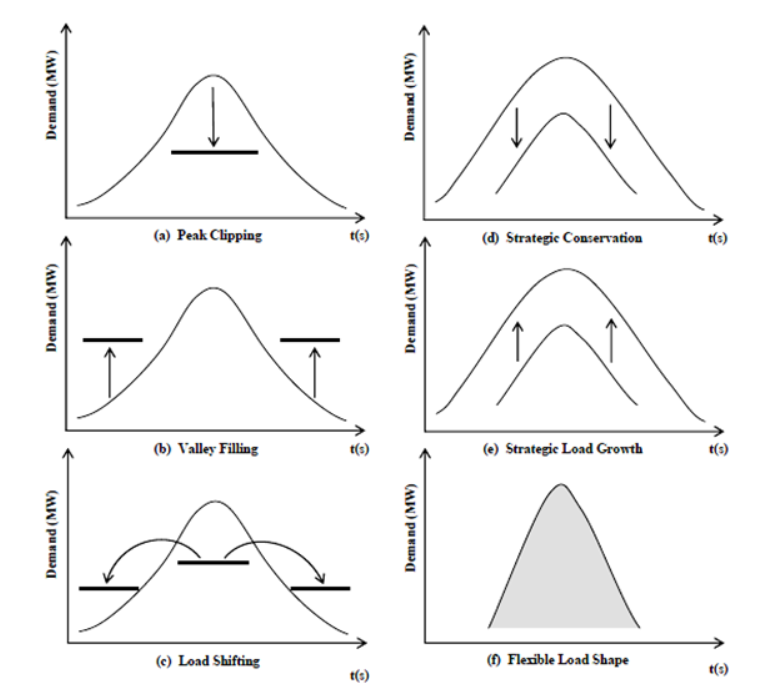 Demand (MW)
(a) Peak Clipping
t(s)
Demand (MW)
(d) Strategic Conservation
t(s)
Demand (MW)
(b) Valley Filling
t(s)
Demand (MW)
(e) Strategic Load Growth
t(s)
Demand (MW)
(c) Load Shifting
t(s)
Demand (MW)
(f) Flexible Load Shape
t(s)